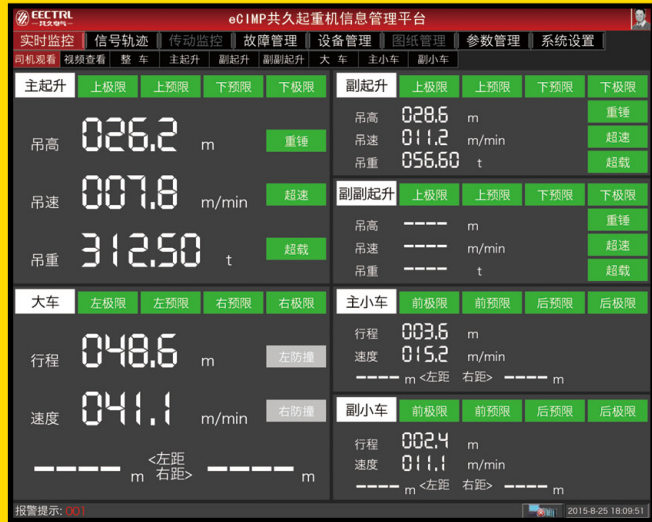 EECTRL
共久电气
eCIMP共久起重机信息管理平台
实时监控 信号轨迹 传动监控 故障管理 设备管理 图纸管理 参数管理 系统设置
司机观看 视频查看 整 车 主起升 副起升 副副起升 大 车 主小车 副小车
主起升 上极限 上预限 下预限 下极限
吊高 026.2 m 重锤
吊速 007.8 m/min 超速
吊重 312.50 t 超载
副起升 上极限 上预限 下预限 下极限
吊高 028.6 m 重锤
吊速 011.2 m/min 超速
吊重 056.60 t 超载
副副起升 上极限 上预限 下预限 下极限
吊高 ---- m 重锤
吊速 ---- m/min 超速
吊重 ---- t 超载
大车 左极限 左预限 右预限 右极限
行程 048.6 m 左防撞
速度 041.1 m/min 右防撞
---- m <左距 右距> ---- m
主小车 前极限 前预限 后预限 后极限
行程 003.6 m
速度 015.2 m/min
---- m <左距 右距> ---- m
副小车 前极限 前预限 后预限 后极限
行程 002.4 m
速度 011.1 m/min
---- m <左距 右距> ---- m
报警提示: 001
2015-8-25 18:09:51